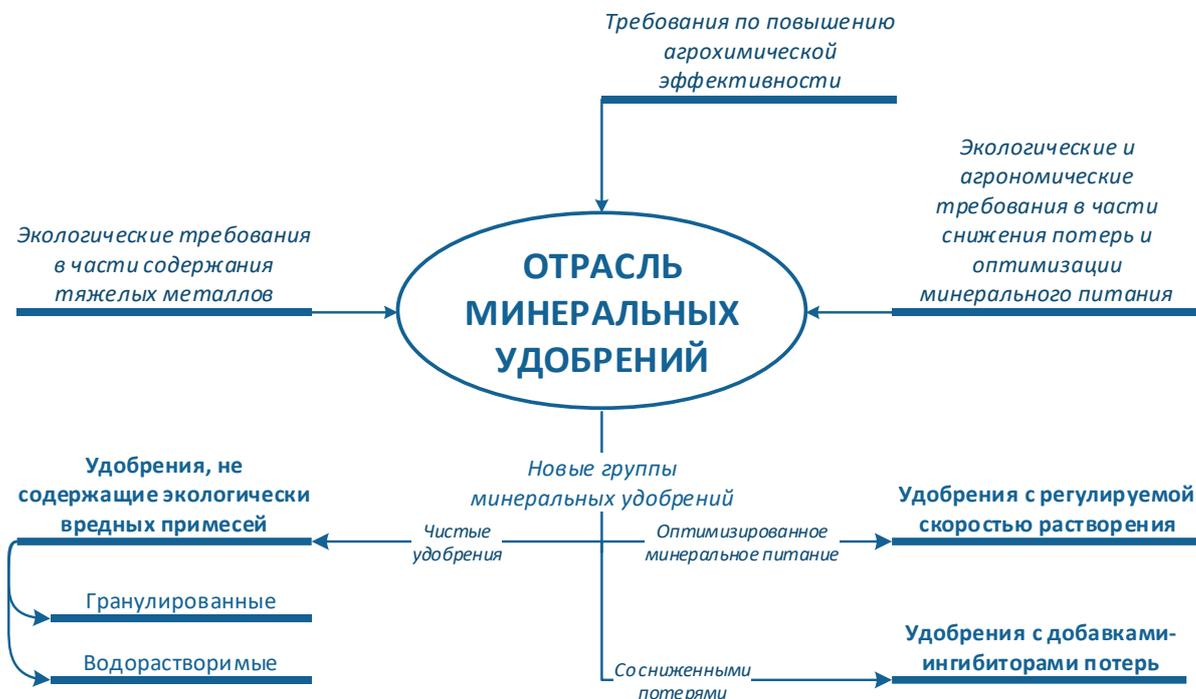 Требования по повышению
агрохимической
эффективности
Экологические и
агрономические
требования в части
снижения потерь и
оптимизации
минерального питания
Экологические требования
в части содержания
тяжелых металлов
ОТРАСЛЬ
МИНЕРАЛЬНЫХ
УДОБРЕНИЙ
Новые группы
минеральных удобрений
Удобрения, не
содержащие экологически
вредных примесей
Чистые
удобрения
Оптимизированное
минеральное питание
Удобрения с регулируемой
скоростью растворения
Гранулированные
Водорастворимые
Со сниженными
потерями
Удобрения с добавками-
ингибиторами потерь